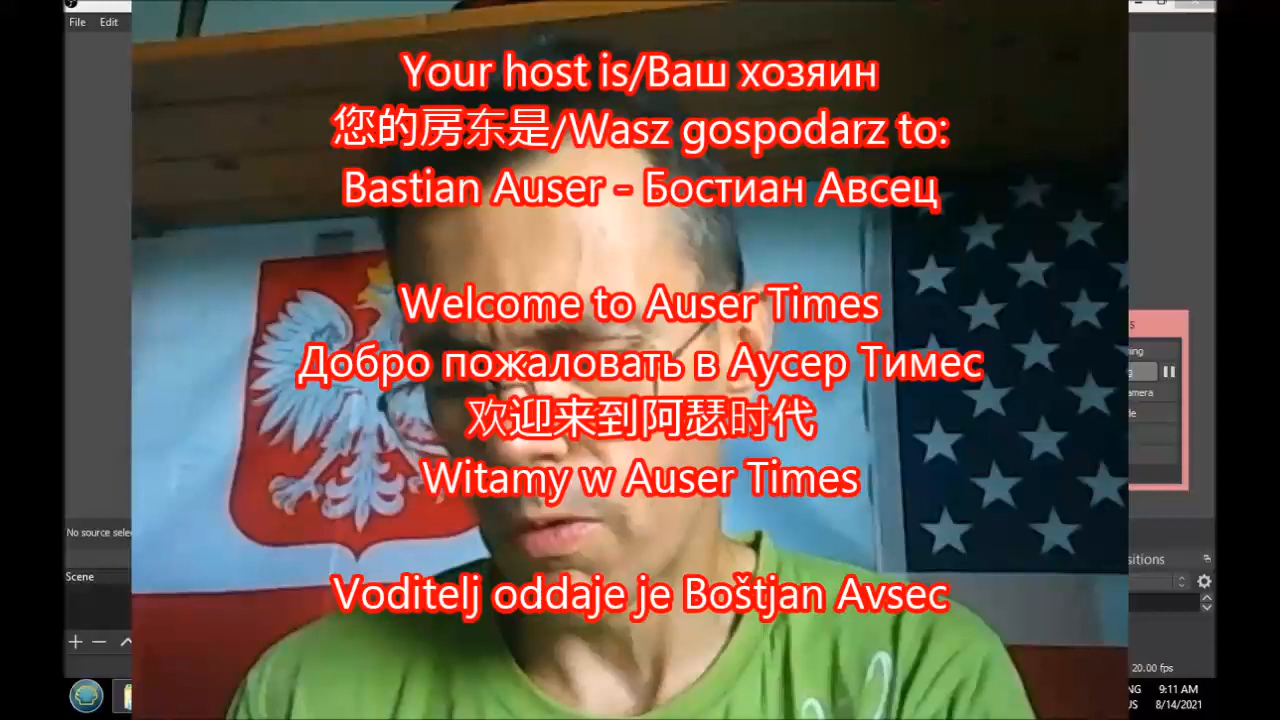 File Edit
Your host is/Ваш хозяин
您的房东是/Wasz gospodarz to:
Bastian Auser - Бостиан Авсец
Welcome to Auser Times
Добро пожаловать в Аусер Тимес
欢迎来到阿瑟时代
Witamy w Auser Times
Voditelj oddaje je Boštjan Avsec
No source sele
Scene
20.00 fps
9:11 AM
8/14/2021